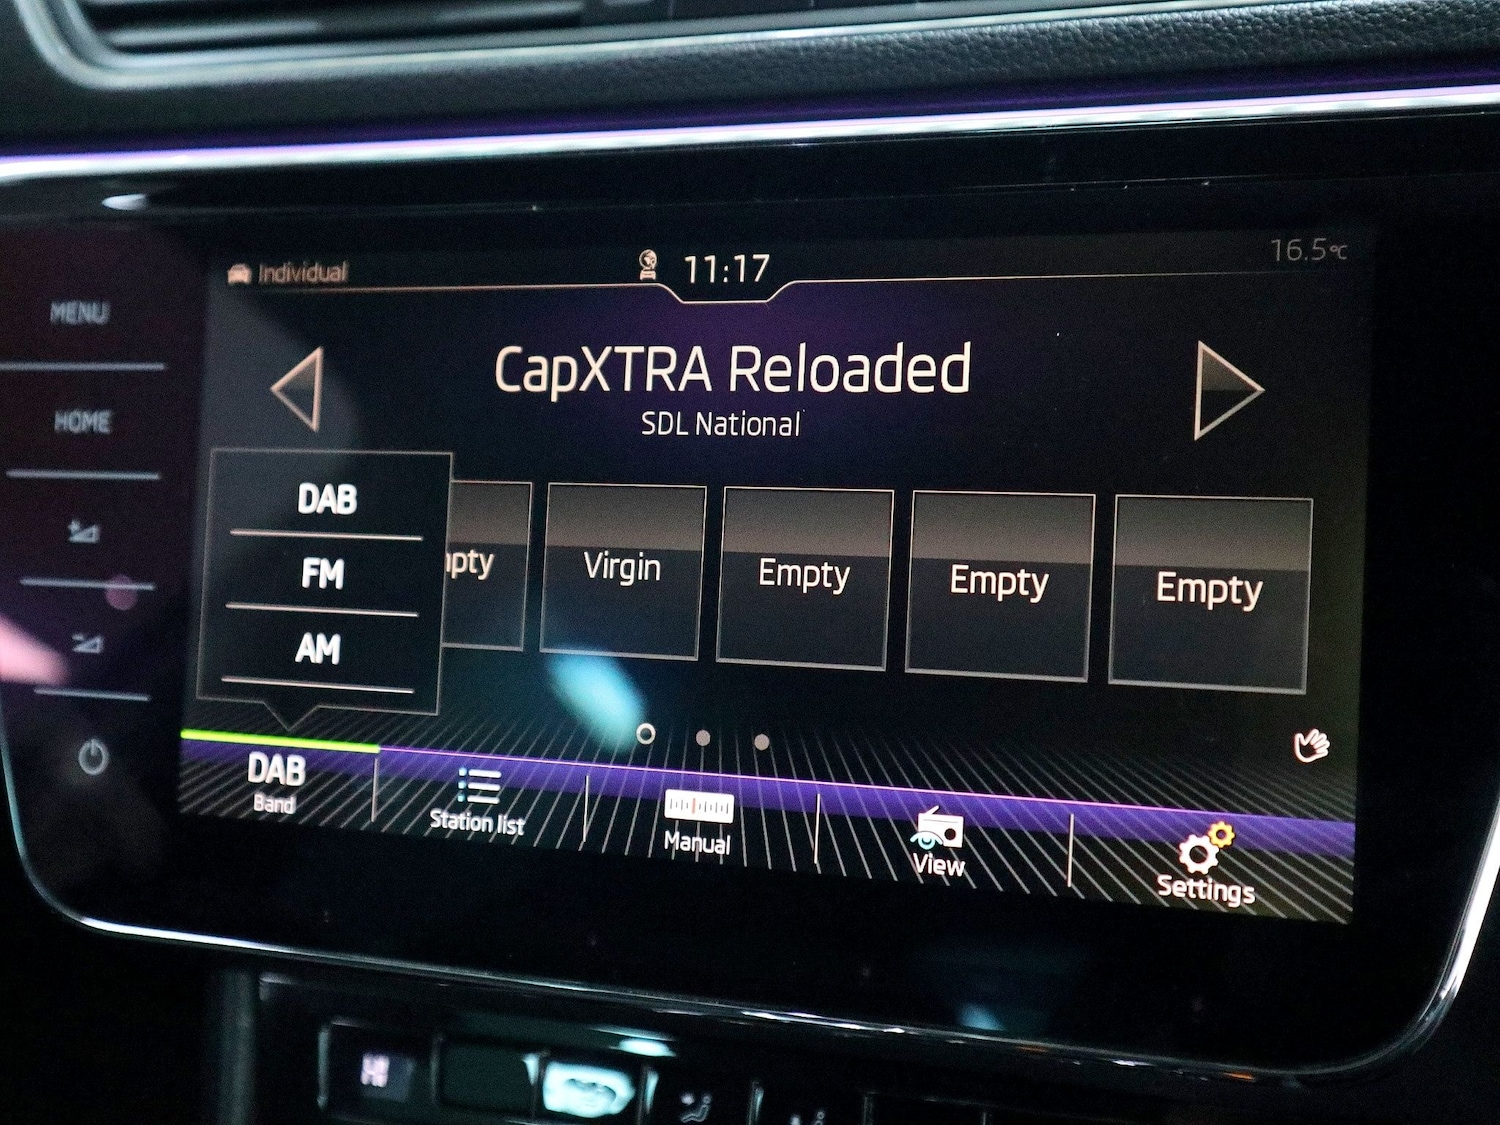 Individual
11:17
16.5°C
MENU
HOME
CapXTRA Reloaded
SDL National
DAB
FM
AM
Virgin
Empty
Empty
Empty
DAB
Band
Station list
Manual
View
Settings
HI